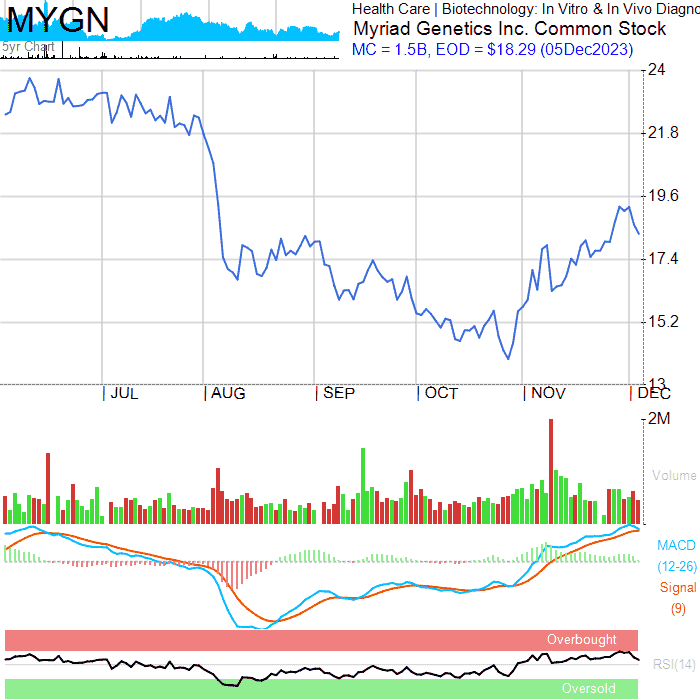 MYGN
5yr Chart
Health Care | Biotechnology: In Vitro & In Vivo Diagno
Myriad Genetics Inc. Common Stock
MC = 1.5B, EOD = $18.29 (05Dec2023)
24
21.8
19.6
17.4
15.2
13
JUL
AUG
SEP
OCT
NOV
DEC
2M
Volume
MACD
(12-26)
Signal
(9)
Overbought
RSI(14)
Oversold